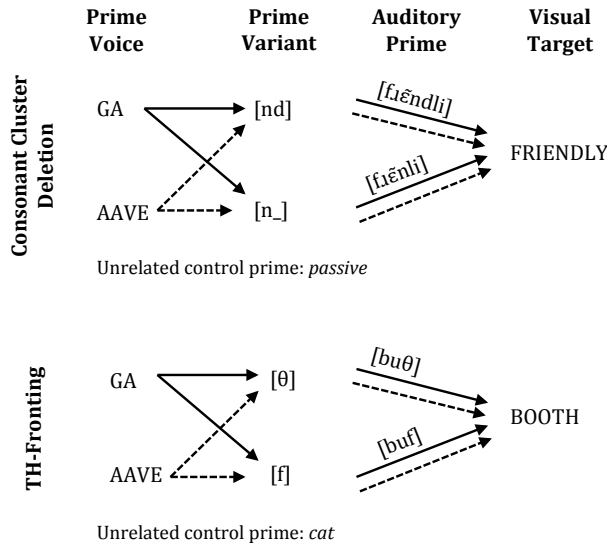 Prime Voice Prime Variant Auditory Prime Visual Target
Consonant Cluster Deletion
GA [nd] [fɹɛ̃ndli]
FRIENDLY
AAVE [n_] [fɹɛ̃nli]
Unrelated control prime: passive
TH-Fronting
GA [θ] [buθ]
BOOTH
AAVE [f] [buf]
Unrelated control prime: cat